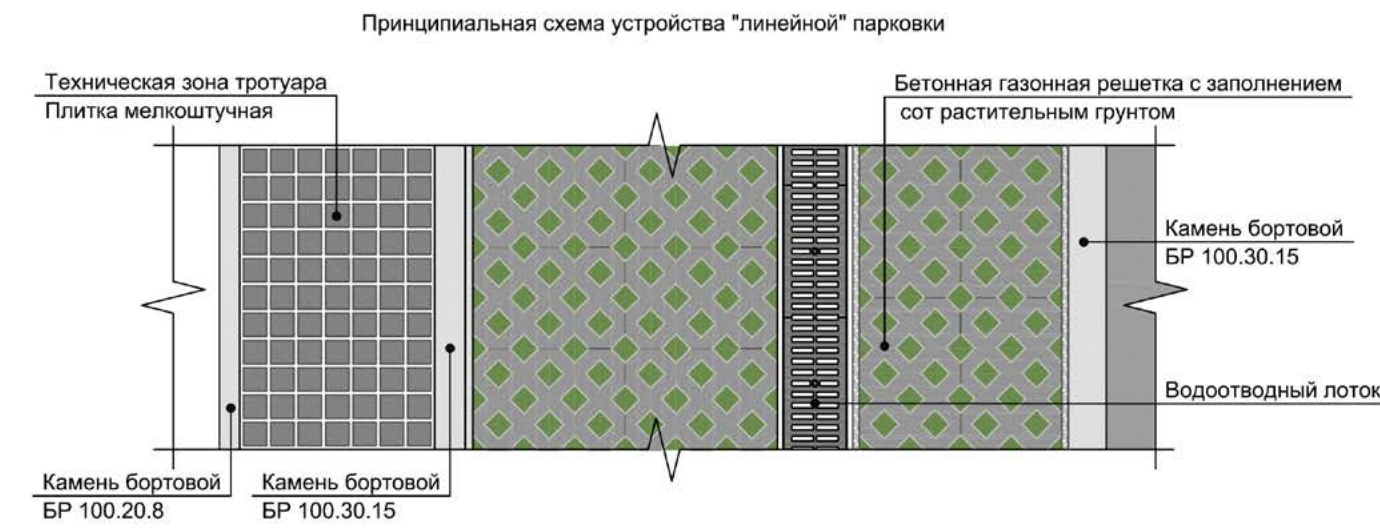 Принципиальная схема устройства "линейной" парковки
Техническая зона тротуара
Плитка мелкоштучная
Бетонная газонная решетка с заполнением
сот растительным грунтом
Камень бортовой
БР 100.30.15
Водоотводный лоток
Камень бортовой
БР 100.20.8
Камень бортовой
БР 100.30.15